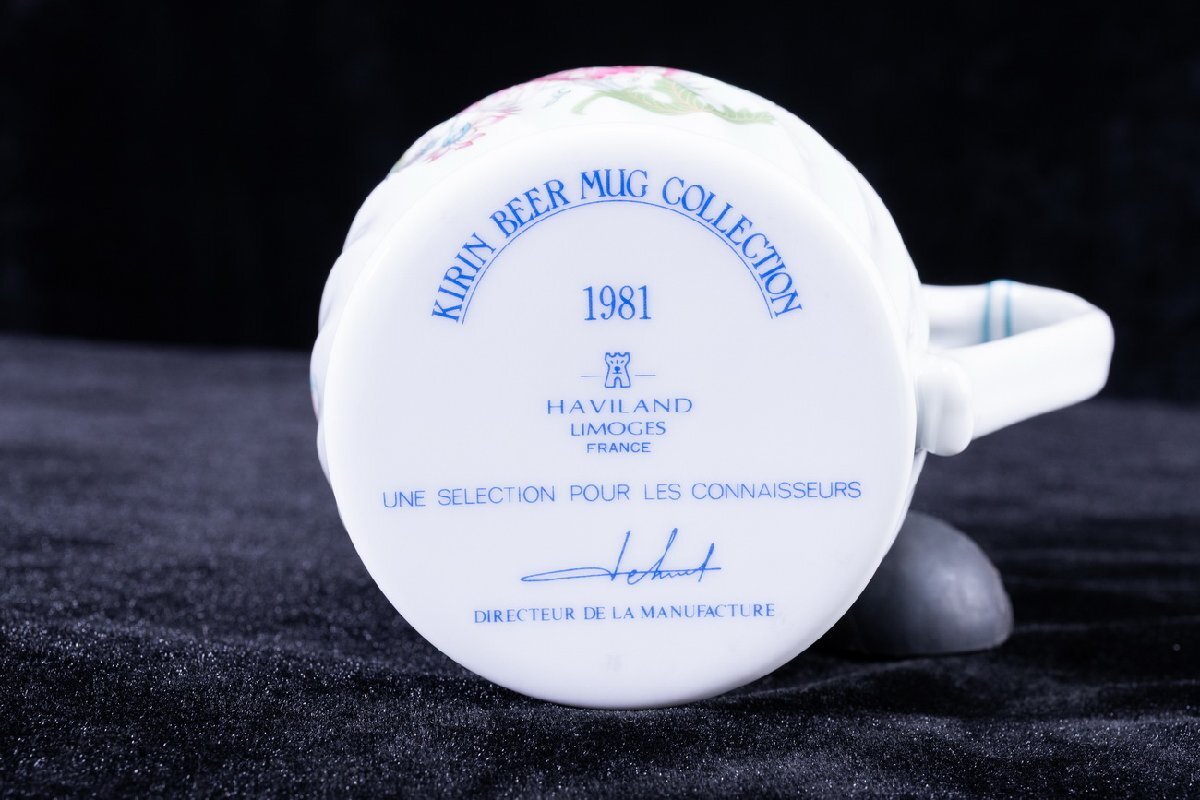 KIRIN BEER MUG COLLECTION
1981
HAVILAND
LIMOGES
FRANCE
UNE SELECTION POUR LES CONNAISSEURS
DIRECTEUR DE LA MANUFACTURE